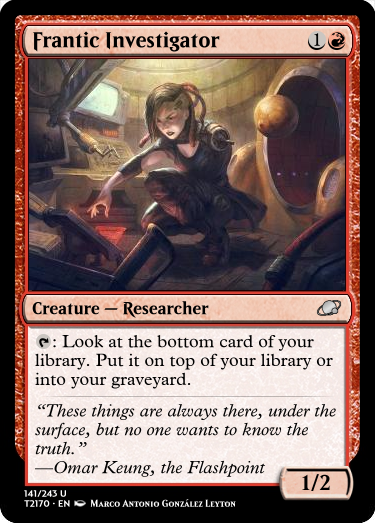 Frantic Investigator 1
Creature — Researcher
: Look at the bottom card of your
library. Put it on top of your library or
into your graveyard.
“These things are always there, under the
surface, but no one wants to know the
truth.”
—Omar Keung, the Flashpoint
1/2
141/243 U
T2170 • EN Marco Antonio González Leyton